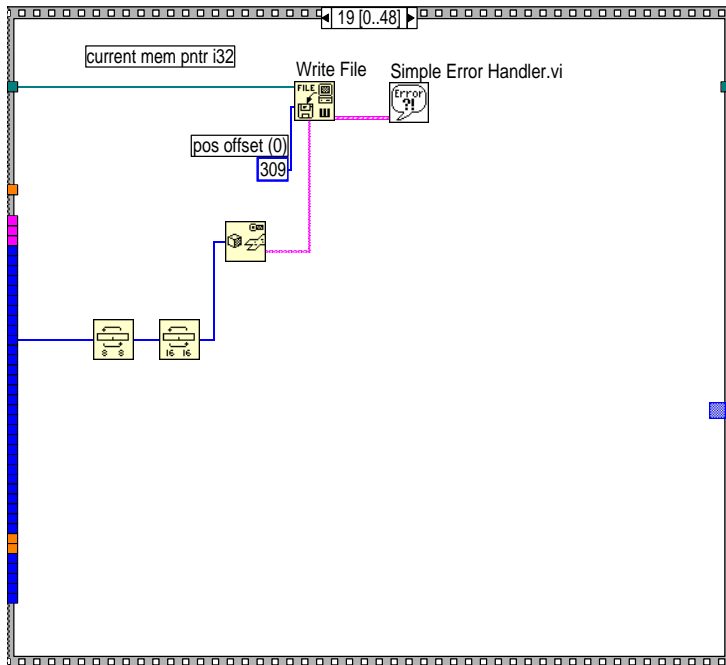 19 [0..48]
current mem pntr i32
Write File
Simple Error Handler.vi
FILE
W
Error
?!
pos offset (0)
309
8 8
16 16